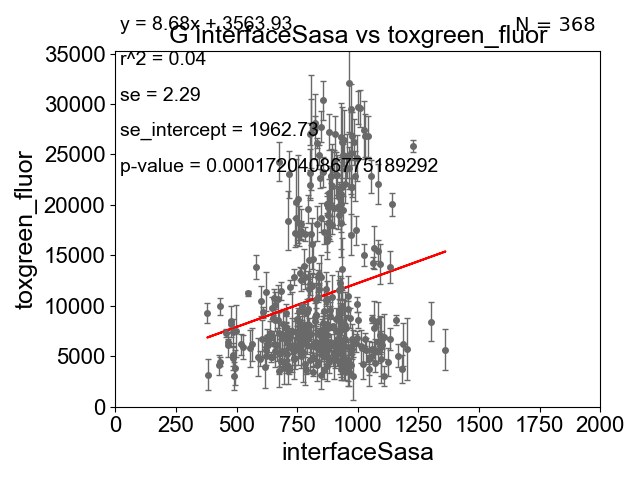 y = 8.68x + 3563.93
N = 368
G InterfaceSasa vs toxgreen_fluor
r^2 = 0.04
se = 2.29
se_intercept = 1962.73
p-value = 0.00017204086775189292
35000
30000
25000
20000
15000
10000
5000
0
toxgreen_fluor
0 250 500 750 1000 1250 1500 1750 2000
interfaceSasa